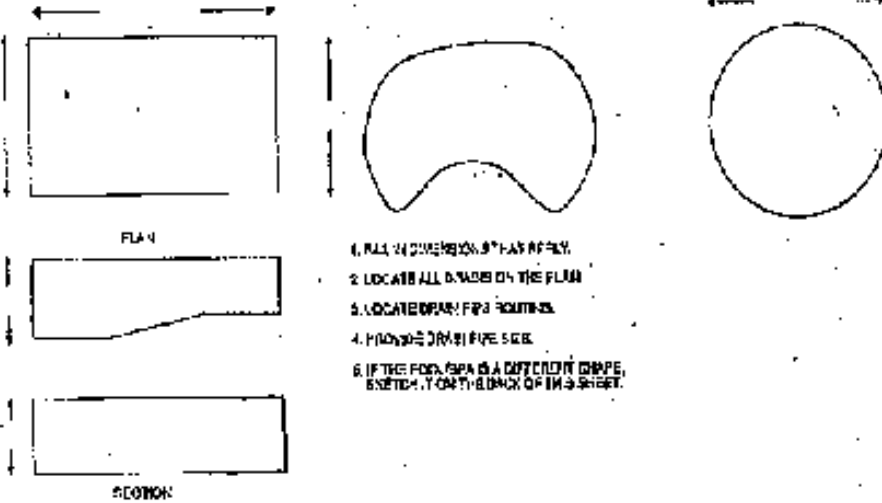 PLAN
1. FILL IN DIMENSIONS THAT APPLY.
2. LOCATE ALL DRAINS ON THE PLAN
3. LOCATE DRAIN PIPE ROUTING.
4. PROVIDE DRAIN PIPE SIZE.
5. IF THE POOL/SPA IS A DIFFERENT SHAPE,
SKETCH IT ON THE BACK OF THIS SHEET.
SECTION